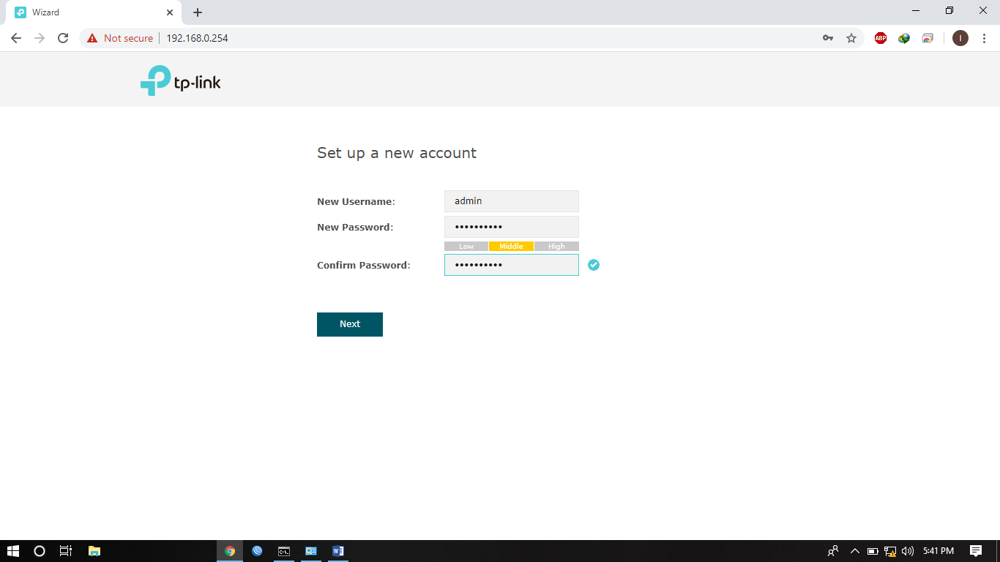 Wizard
Not secure 192.168.0.254
ABP
I
tp-link
Set up a new account
New Username: admin
New Password: ••••••••••
Low Middle High
Confirm Password: ••••••••••
Next
C:\.
W
5:41 PM